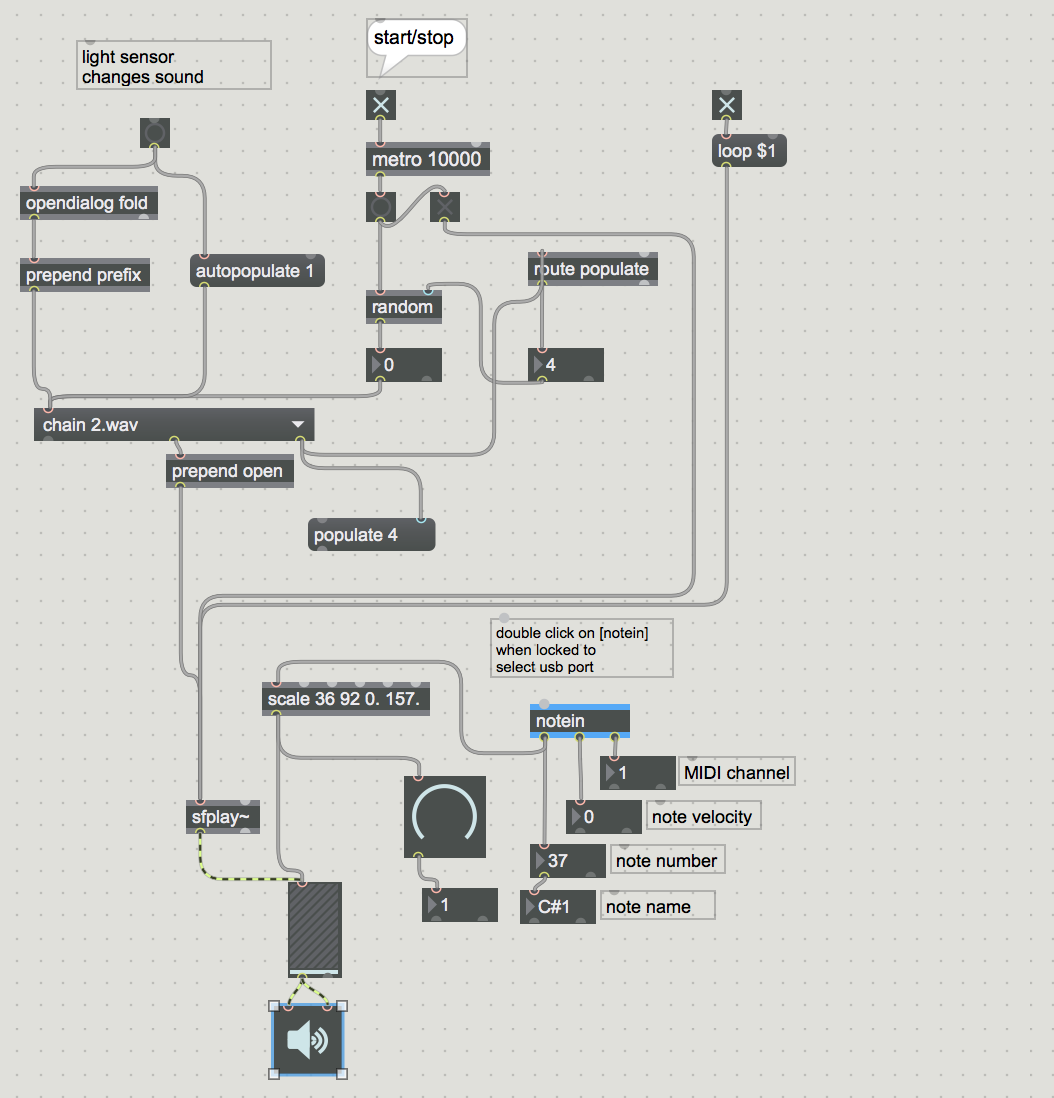 start/stop
light sensor
changes sound
metro 10000
loop $1
opendialog fold
prepend prefix
autopopulate 1
route populate
random
0
4
chain 2.wav
prepend open
populate 4
double click on [notein]
when locked to
select usb port
scale 36 92 0. 157.
notein
1
MIDI channel
sfplay~
0
note velocity
37
note number
1
C#1
note name